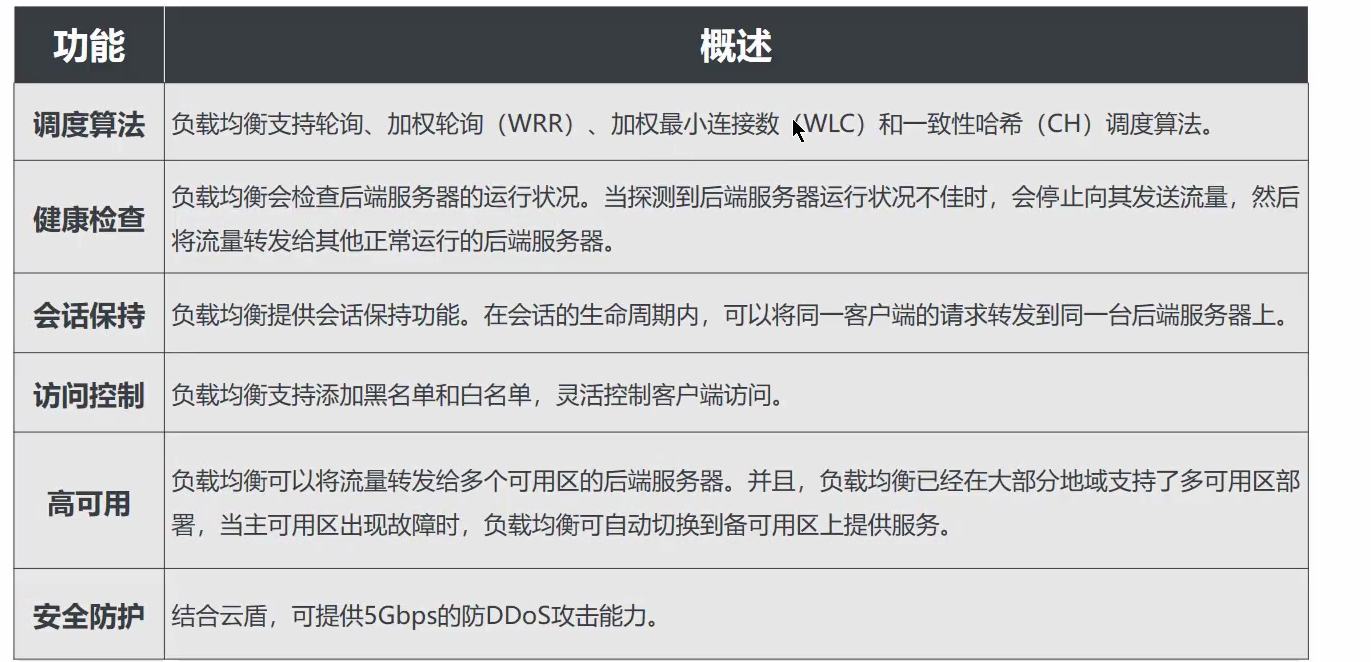 功能
概述
调度算法
负载均衡支持轮询、加权轮询（WRR）、加权最小连接数（WLC）和一致性哈希（CH）调度算法。
健康检查
负载均衡会检查后端服务器的运行状况。当探测到后端服务器运行状况不佳时，会停止向其发送流量，然后
将流量转发给其他正常运行的后端服务器。
会话保持
负载均衡提供会话保持功能。在会话的生命周期内，可以将同一客户端的请求转发到同一台后端服务器上。
访问控制
负载均衡支持添加黑名单和白名单，灵活控制客户端访问。
高可用
负载均衡可以将流量转发给多个可用区的后端服务器。并且，负载均衡已经在大部分地域支持了多可用区部
署，当主可用区出现故障时，负载均衡可自动切换到备可用区上提供服务。
安全防护
结合云盾，可提供5Gbps的防DDoS攻击能力。